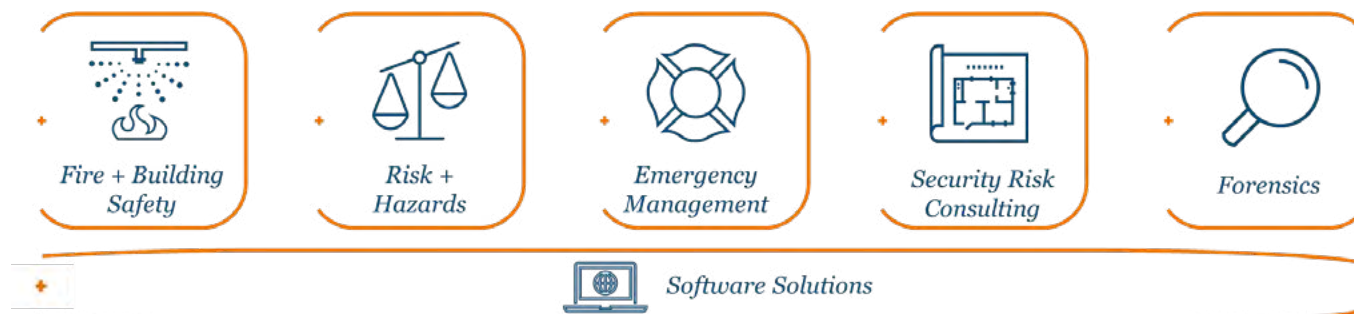 Fire + Building
Safety
Risk +
Hazards
Emergency
Management
Security Risk
Consulting
Forensics
Software Solutions